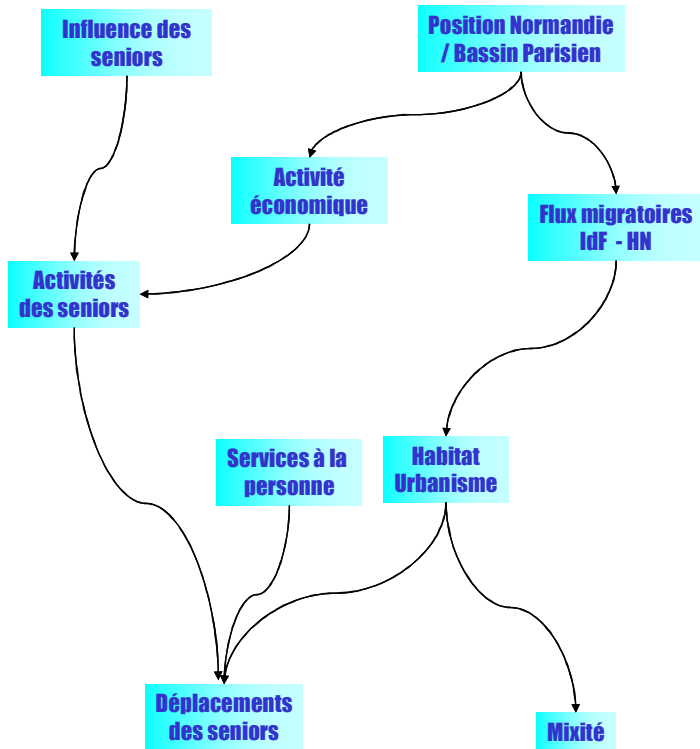 Influence des
seniors
Position Normandie
/ Bassin Parisien
Activité
économique
Flux migratoires
IdF - HN
Activités
des seniors
Services à la
personne
Habitat
Urbanisme
Déplacements
des seniors
Mixité